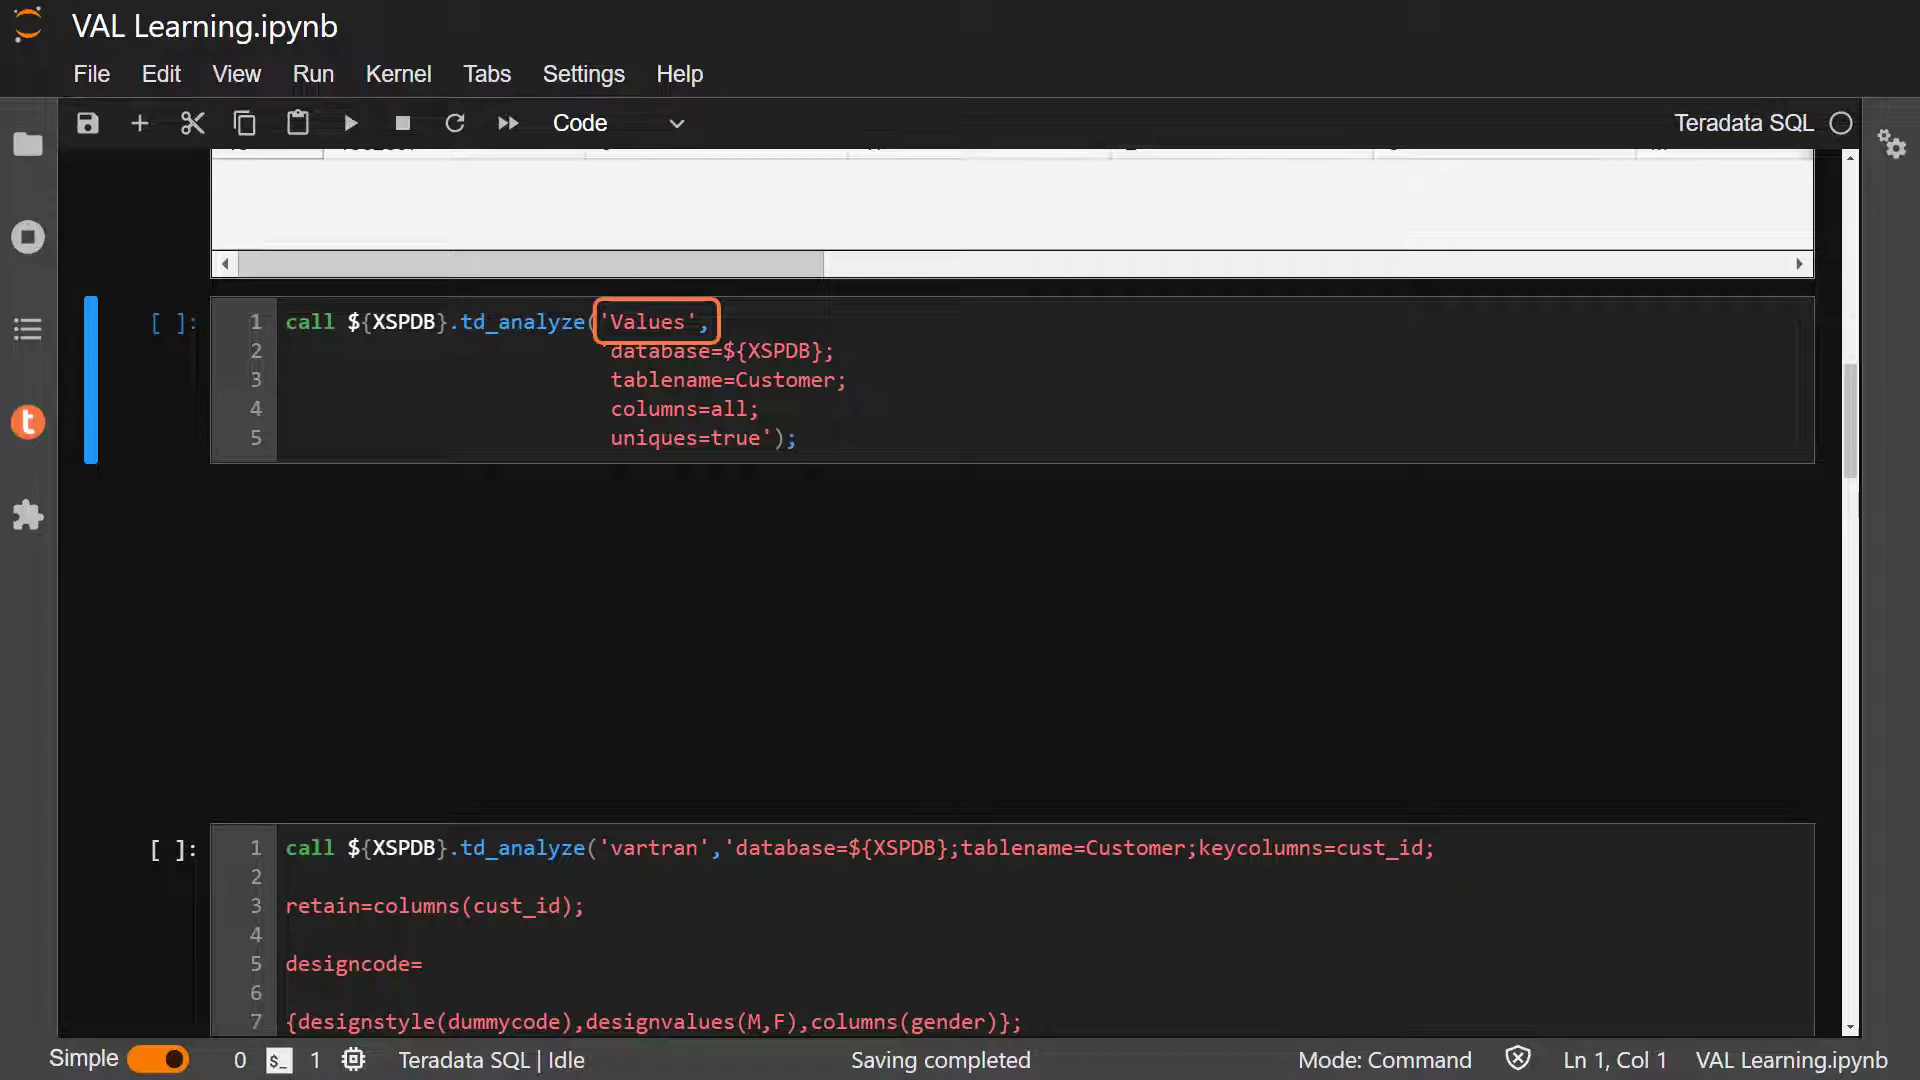 VAL Learning.ipynb
File Edit View Run Kernel Tabs Settings Help
Code Teradata SQL
[ ]: 1 call ${XSPDB}.td_analyze('Values',
2 'database=${XSPDB};
3 tablename=Customer;
4 columns=all;
5 uniques=true');
[ ]: 1 call ${XSPDB}.td_analyze('vartran','database=${XSPDB};tablename=Customer;keycolumns=cust_id;
2
3 retain=columns(cust_id);
4
5 designcode=
6
7 {designstyle(dummycode),designvalues(M,F),columns(gender)};
t
Simple 0 $_ 1 Teradata SQL | Idle Saving completed Mode: Command Ln 1, Col 1 VAL Learning.ipynb